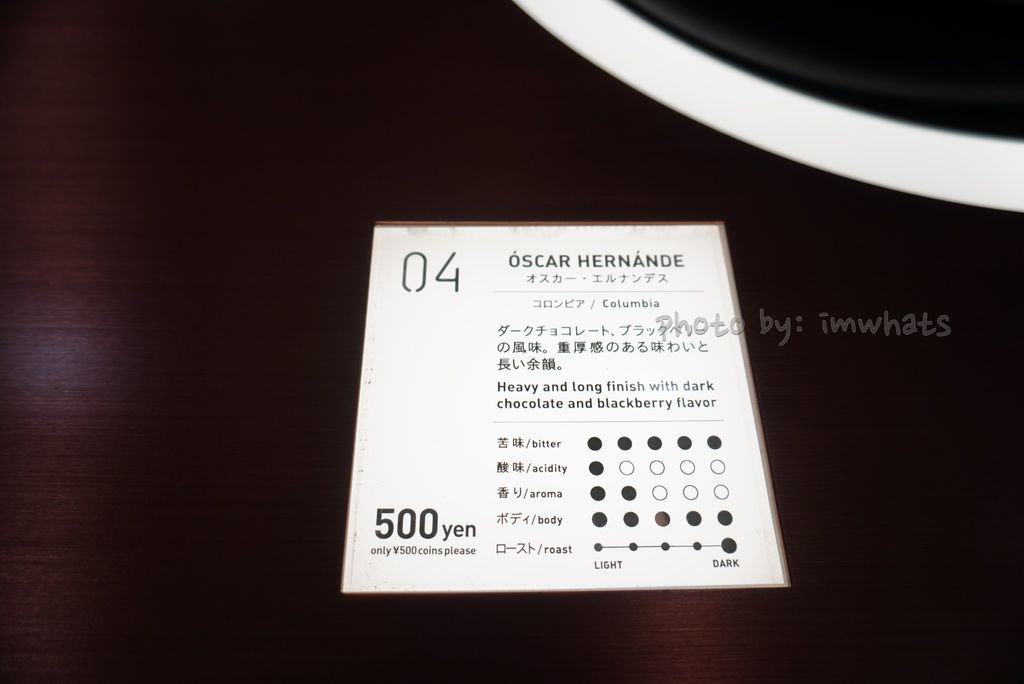 04
ÓSCAR HERNÁNDE
オスカー・エルナンデス
コロンビア / Columbia
ダークチョコレート、ブラックベリー
の風味。重厚感のある味わいと
長い余韻。
Heavy and long finish with dark
chocolate and blackberry flavor
苦味/bitter
酸味/acidity
香り/aroma
ボディ/body
ロースト/roast
LIGHT DARK
500yen
only ¥500coins please
photo by: imwhats